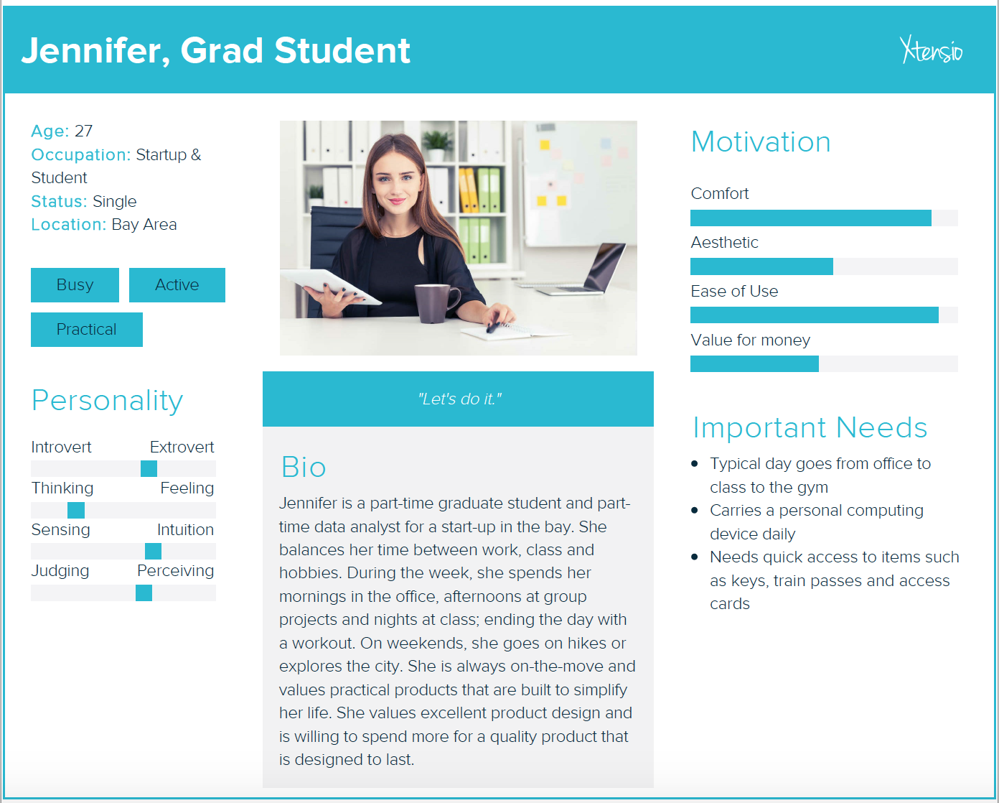 Jennifer, Grad Student
Xtensio
Age: 27
Occupation: Startup &
Student
Status: Single
Location: Bay Area
Busy
Active
Practical
Personality
Introvert Extrovert
Thinking Feeling
Sensing Intuition
Judging Perceiving
"Let's do it."
Bio
Jennifer is a part-time graduate student and part-
time data analyst for a start-up in the bay. She
balances her time between work, class and
hobbies. During the week, she spends her
mornings in the office, afternoons at group
projects and nights at class; ending the day with
a workout. On weekends, she goes on hikes or
explores the city. She is always on-the-move and
values practical products that are built to simplify
her life. She values excellent product design and
is willing to spend more for a quality product that
is designed to last.
Motivation
Comfort
Aesthetic
Ease of Use
Value for money
Important Needs
• Typical day goes from office to
class to the gym
• Carries a personal computing
device daily
• Needs quick access to items such
as keys, train passes and access
cards